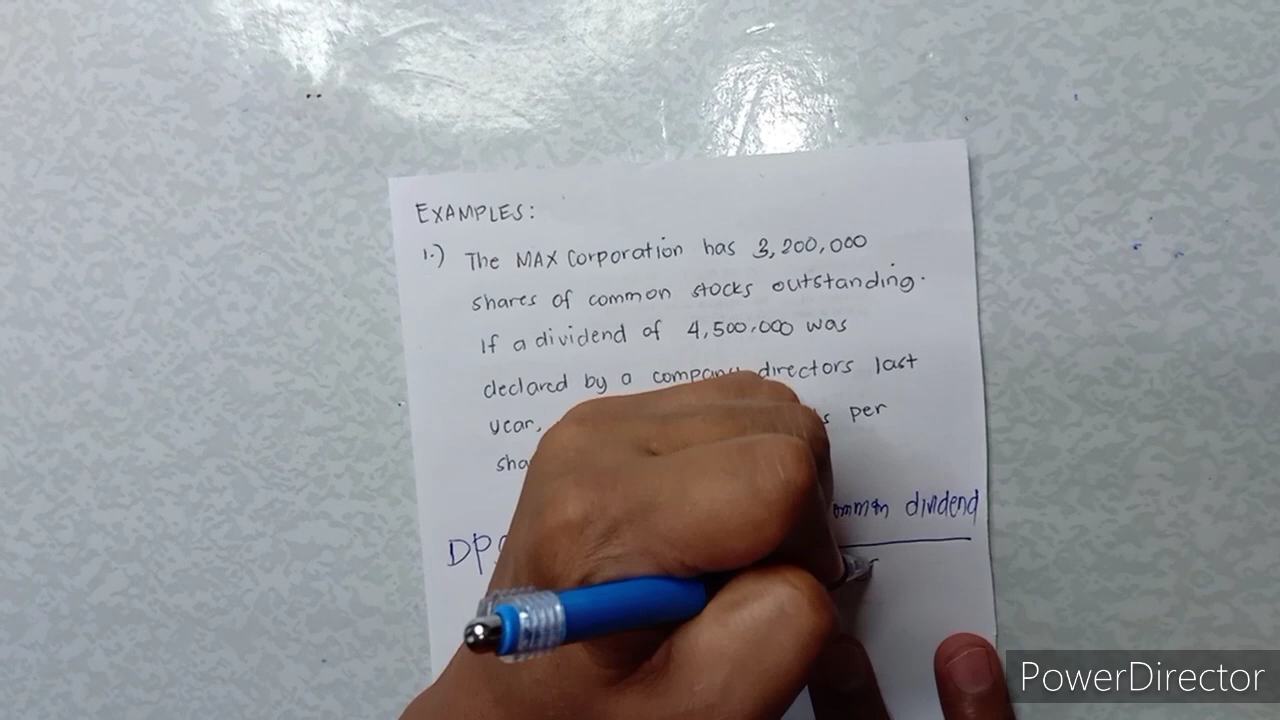 EXAMPLES:
1.) The MAX Corporation has 3,200,000
shares of common stocks outstanding.
If a dividend of 4,500,000 was
declared by a company directors last
year, per
common dividend
DPS
PowerDirector